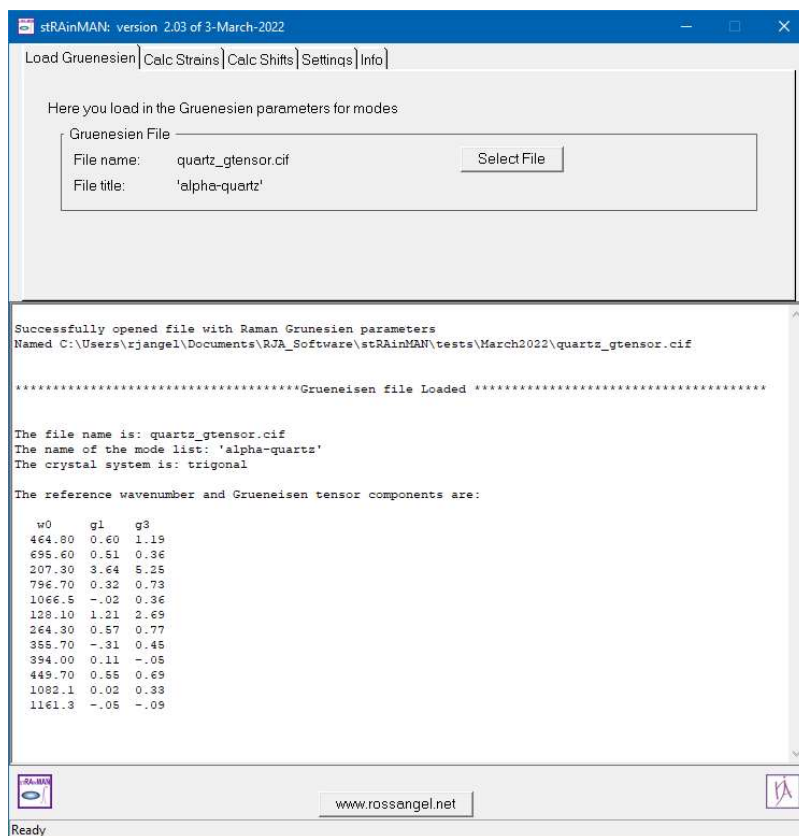 stRAinMAN: version 2.03 of 3-March-2022
Load Gruenesien Calc Strains Calc Shifts Settings Info
Here you load in the Gruenesien parameters for modes
Gruenesien File
File name: quartz_gtensor.cif Select File
File title: 'alpha-quartz'
Successfully opened file with Raman Grunesien parameters
Named C:\Users\rjangel\Documents\RJA_Software\stRAinMAN\tests\March2022\quartz_gtensor.cif
**************************************Grueneisen file Loaded ***************************************
The file name is: quartz_gtensor.cif
The name of the mode list: 'alpha-quartz'
The crystal system is: trigonal
The reference wavenumber and Grueneisen tensor components are:
w0 g1 g3
464.80 0.60 1.19
695.60 0.51 0.36
207.30 3.64 5.25
796.70 0.32 0.73
1066.5 -.02 0.36
128.10 1.21 2.69
264.30 0.57 0.77
355.70 -.31 0.45
394.00 0.11 -.05
449.70 0.55 0.69
1082.1 0.02 0.33
1161.3 -.05 -.09
stRAinMAN
www.rossangel.net
Ready